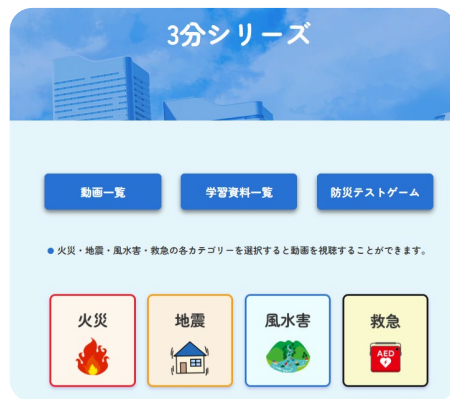 3分シリーズ
動画一覧 学習資料一覧 防災テストゲーム
● 火災・地震・風水害・救急の各カテゴリーを選択すると動画を視聴することができます。
火災 地震 風水害 救急
AED